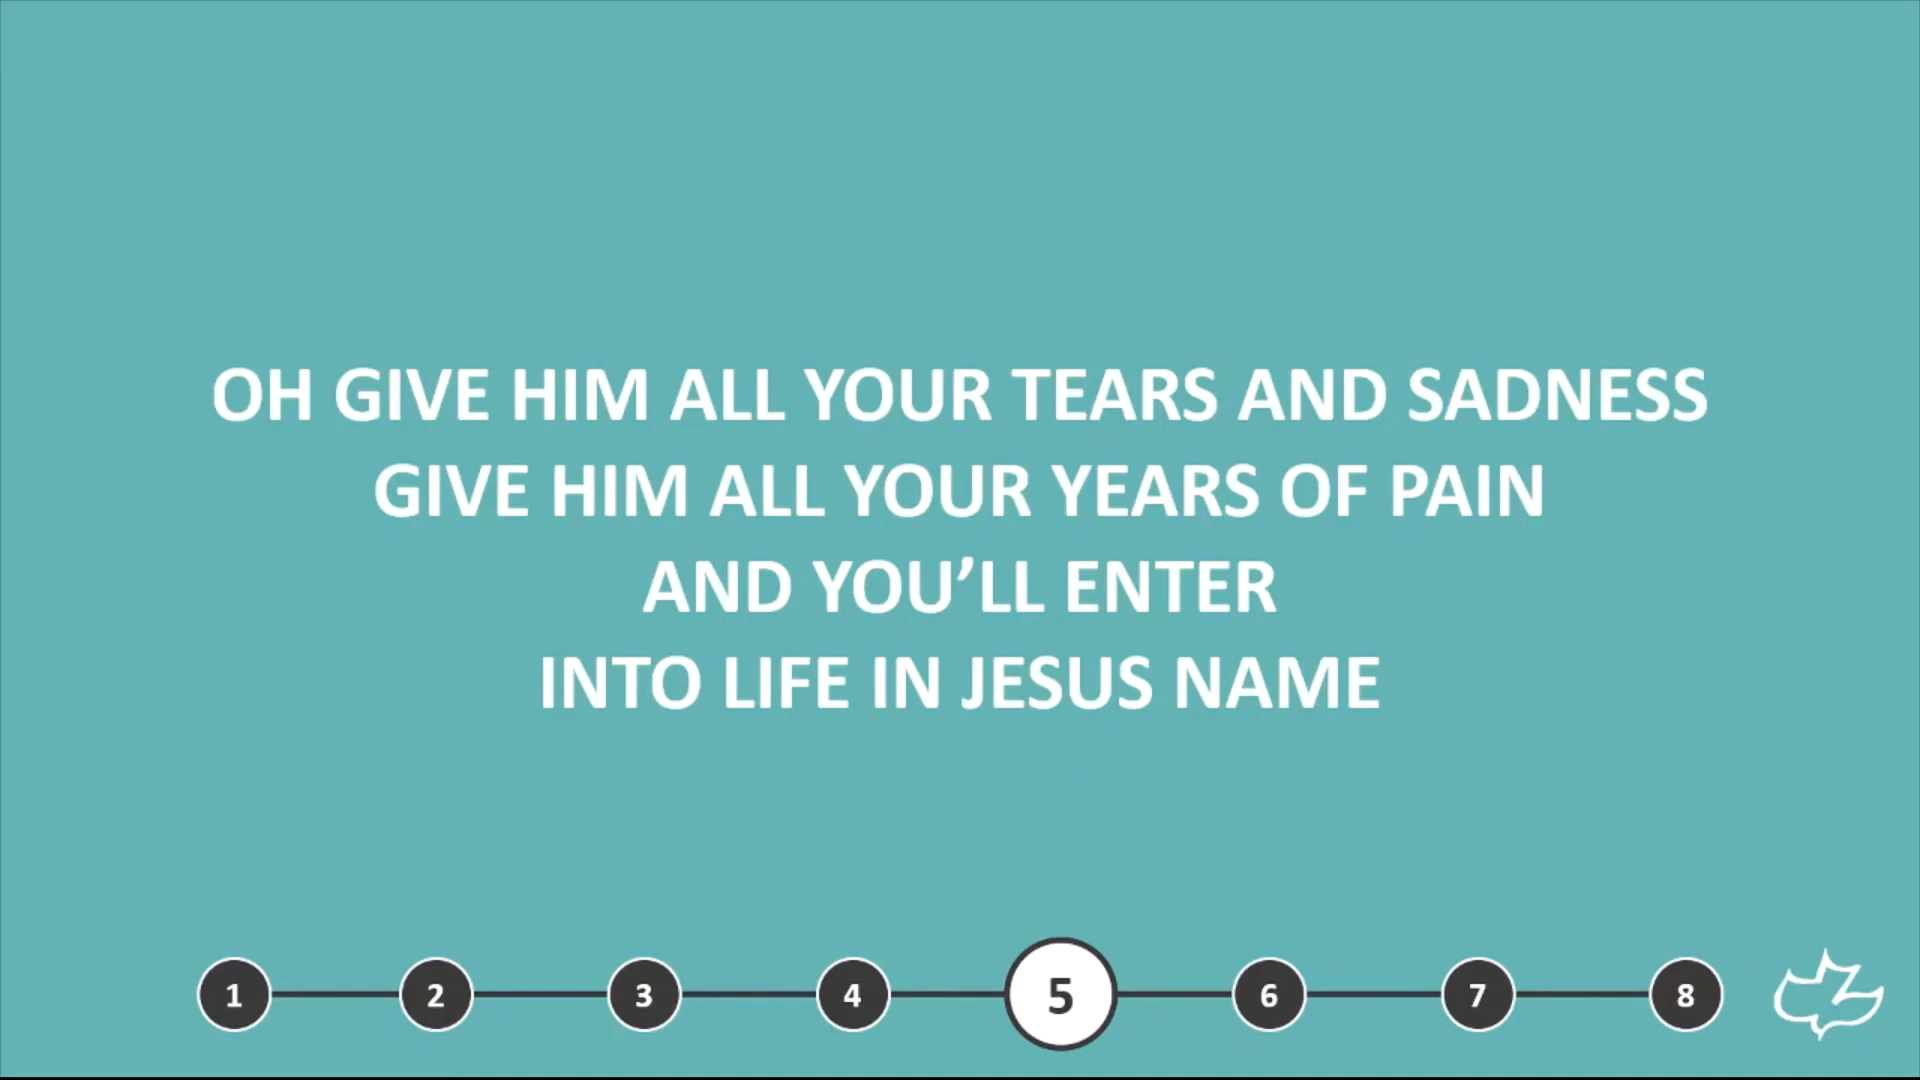 OH GIVE HIM ALL YOUR TEARS AND SADNESS
GIVE HIM ALL YOUR YEARS OF PAIN
AND YOU’LL ENTER
INTO LIFE IN JESUS NAME
1 2 3 4 5 6 7 8